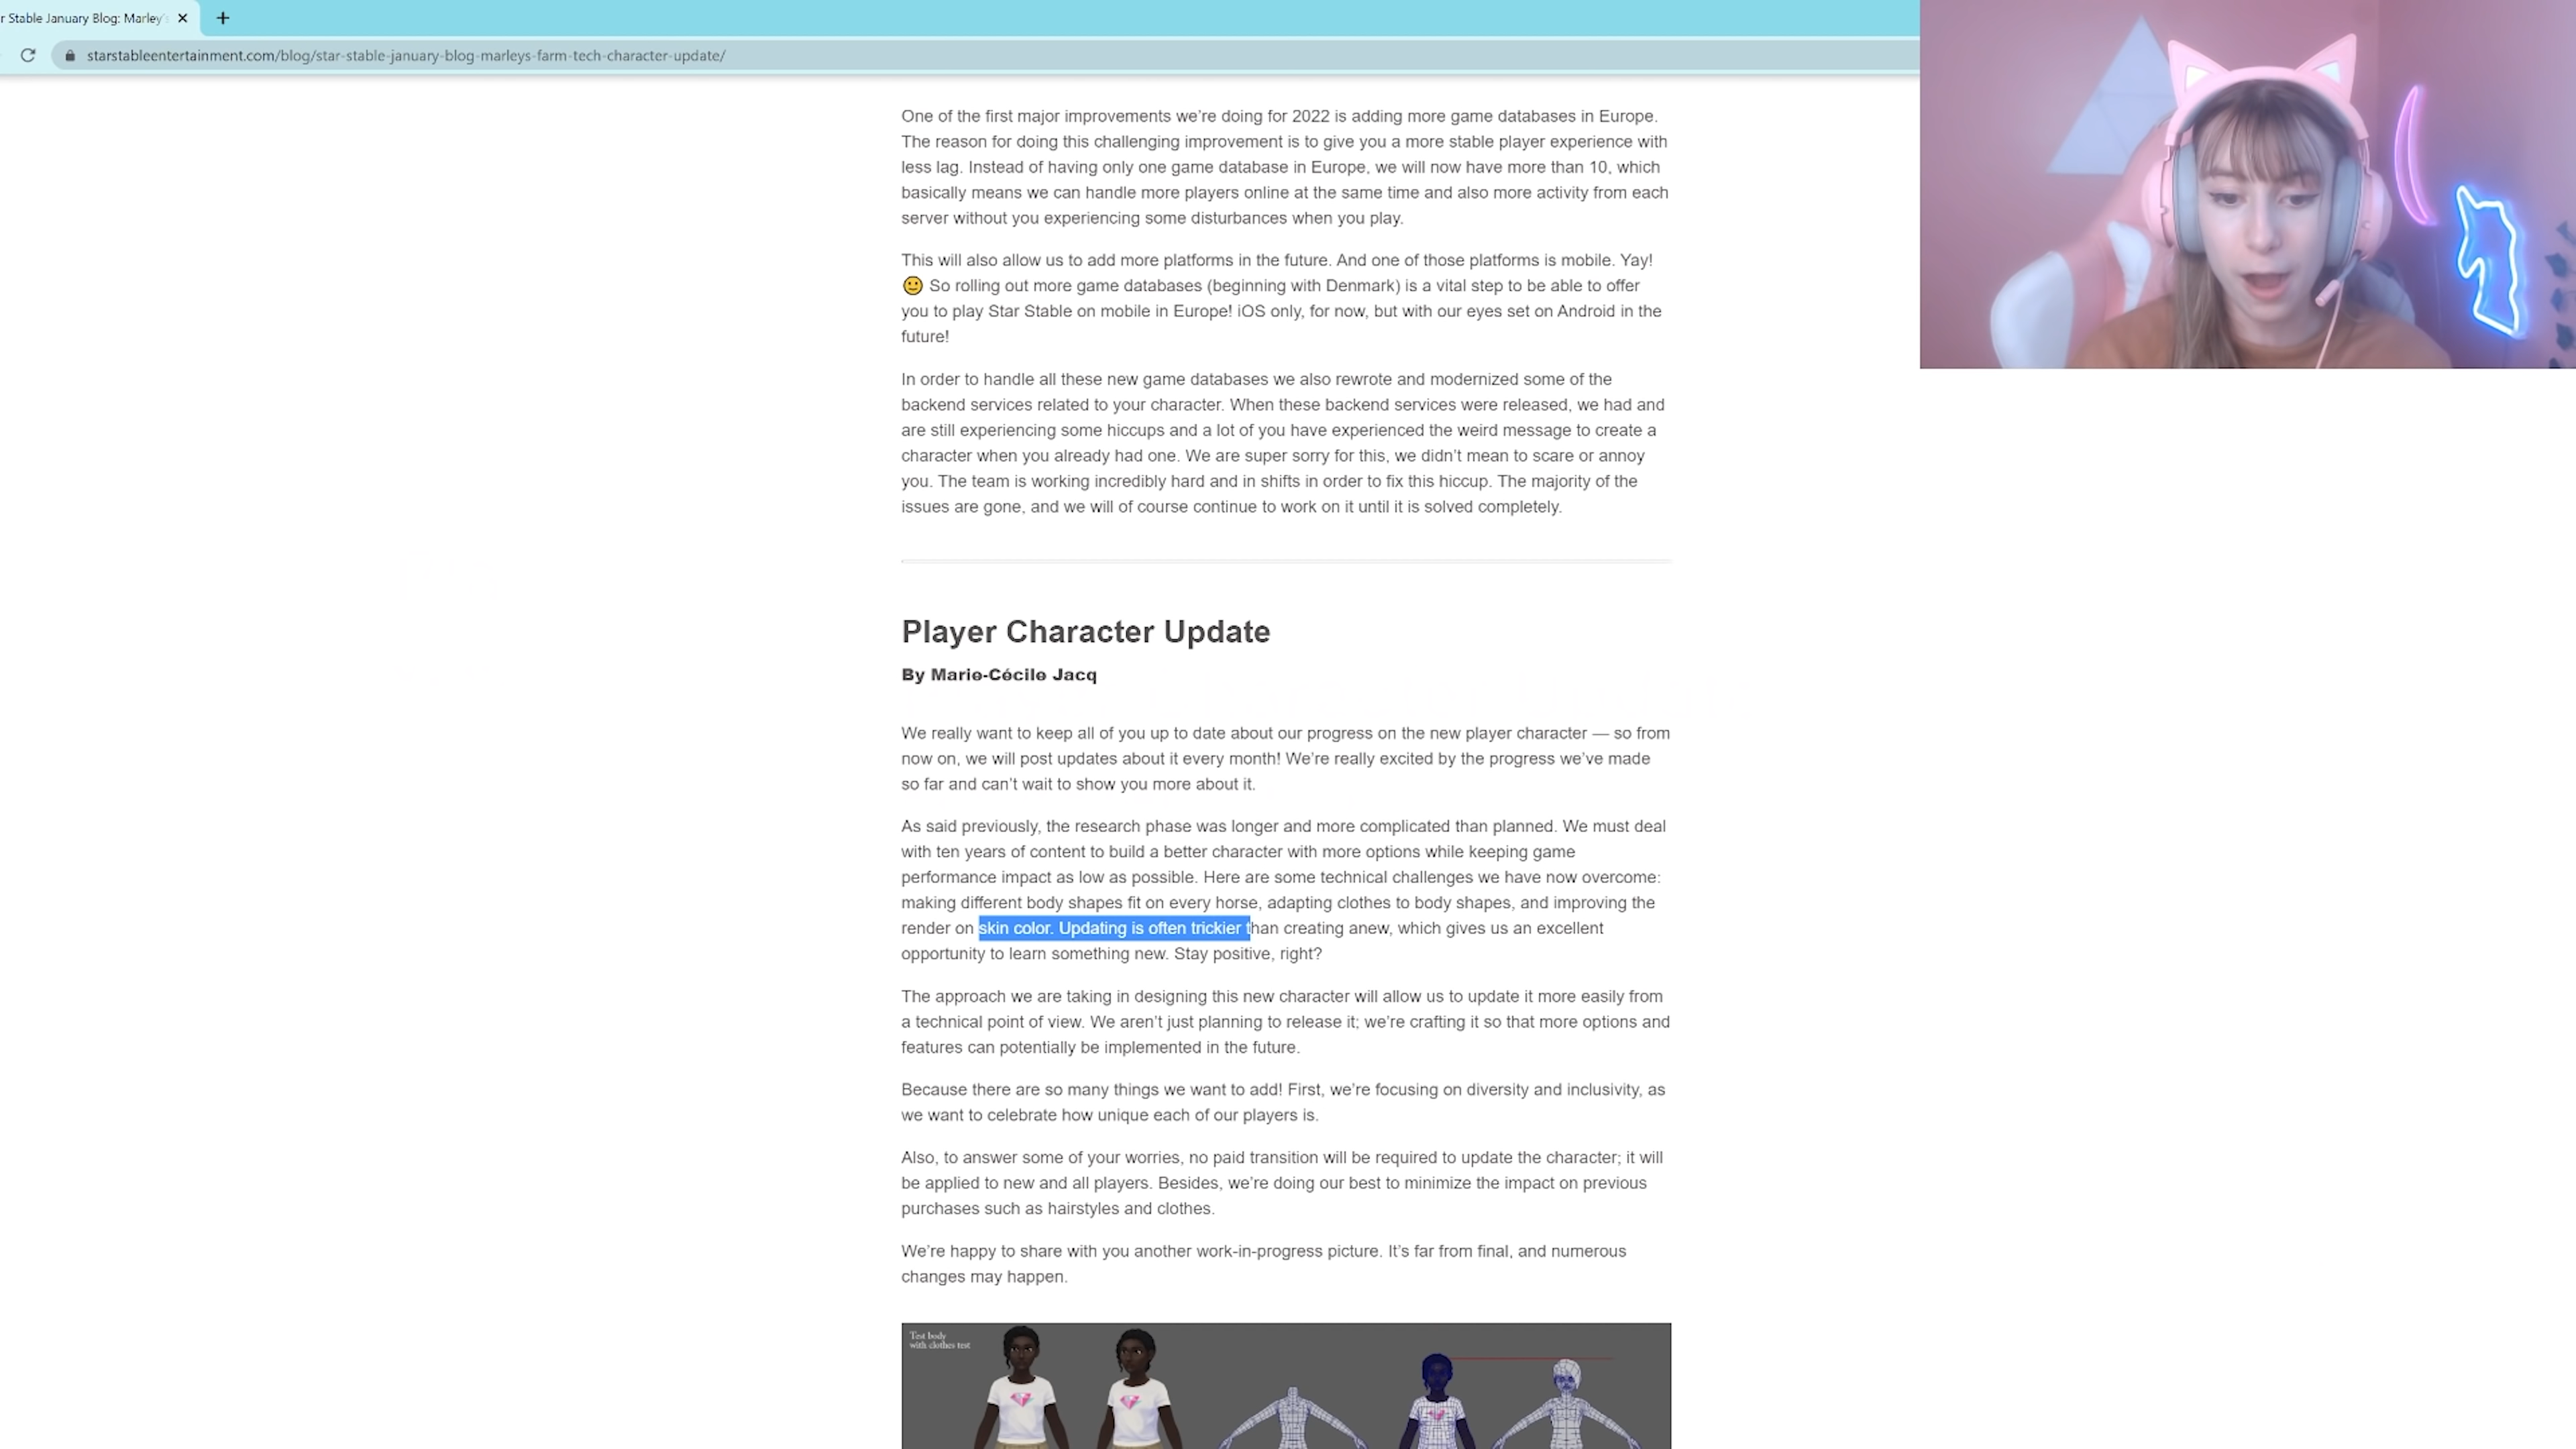 r Stable January Blog: Marley's
starstableentertainment.com/blog/star-stable-january-blog-marleys-farm-tech-character-update/
One of the first major improvements we're doing for 2022 is adding more game databases in Europe.
The reason for doing this challenging improvement is to give you a more stable player experience with
less lag. Instead of having only one game database in Europe, we will now have more than 10, which
basically means we can handle more players online at the same time and also more activity from each
server without you experiencing some disturbances when you play.
This will also allow us to add more platforms in the future. And one of those platforms is mobile. Yay!
🙂 So rolling out more game databases (beginning with Denmark) is a vital step to be able to offer
you to play Star Stable on mobile in Europe! iOS only, for now, but with our eyes set on Android in the
future!
In order to handle all these new game databases we also rewrote and modernized some of the
backend services related to your character. When these backend services were released, we had and
are still experiencing some hiccups and a lot of you have experienced the weird message to create a
character when you already had one. We are super sorry for this, we didn't mean to scare or annoy
you. The team is working incredibly hard and in shifts in order to fix this hiccup. The majority of the
issues are gone, and we will of course continue to work on it until it is solved completely.
Player Character Update
By Marie-Cécile Jacq
We really want to keep all of you up to date about our progress on the new player character — so from
now on, we will post updates about it every month! We're really excited by the progress we've made
so far and can't wait to show you more about it.
As said previously, the research phase was longer and more complicated than planned. We must deal
with ten years of content to build a better character with more options while keeping game
performance impact as low as possible. Here are some technical challenges we have now overcome:
making different body shapes fit on every horse, adapting clothes to body shapes, and improving the
render on skin color. Updating is often trickier than creating anew, which gives us an excellent
opportunity to learn something new. Stay positive, right?
The approach we are taking in designing this new character will allow us to update it more easily from
a technical point of view. We aren't just planning to release it; we're crafting it so that more options and
features can potentially be implemented in the future.
Because there are so many things we want to add! First, we're focusing on diversity and inclusivity, as
we want to celebrate how unique each of our players is.
Also, to answer some of your worries, no paid transition will be required to update the character; it will
be applied to new and all players. Besides, we're doing our best to minimize the impact on previous
purchases such as hairstyles and clothes.
We're happy to share with you another work-in-progress picture. It's far from final, and numerous
changes may happen.
Test body
with clothes test